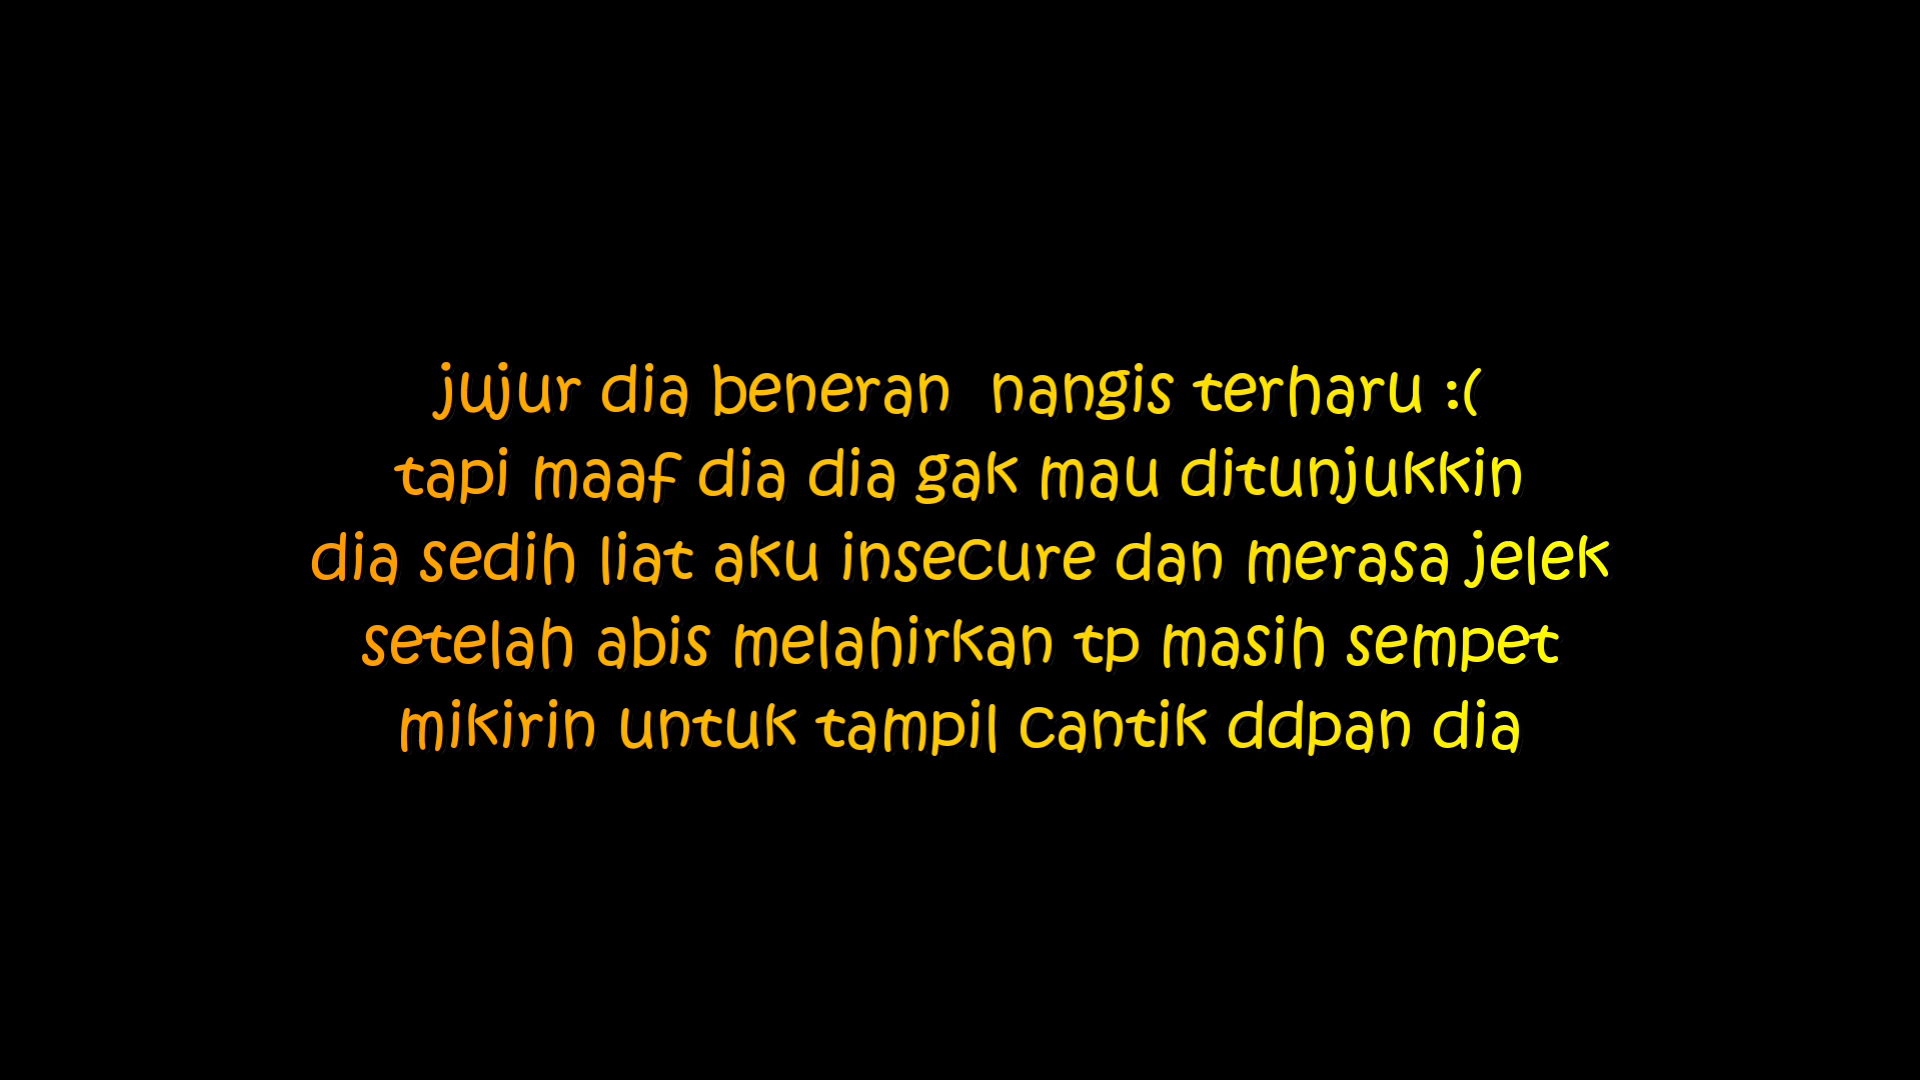 jujur dia beneran  nangis terharu :(
tapi maaf dia dia gak mau ditunjukkin
dia sedih liat aku insecure dan merasa jelek
setelah abis melahirkan tp masih sempet
mikirin untuk tampil cantik ddpan dia